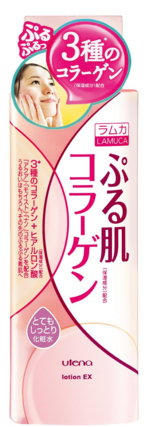 ぷる
ぷるっ
3種の
コラーゲン
(保湿成分)配合
ラムカ
LAMUCA
ぷる肌
コラーゲン
(保湿成分)配合
3種のコラーゲン+ヒアルロン酸
とても
しっとり
化粧水
utena
lotion EX